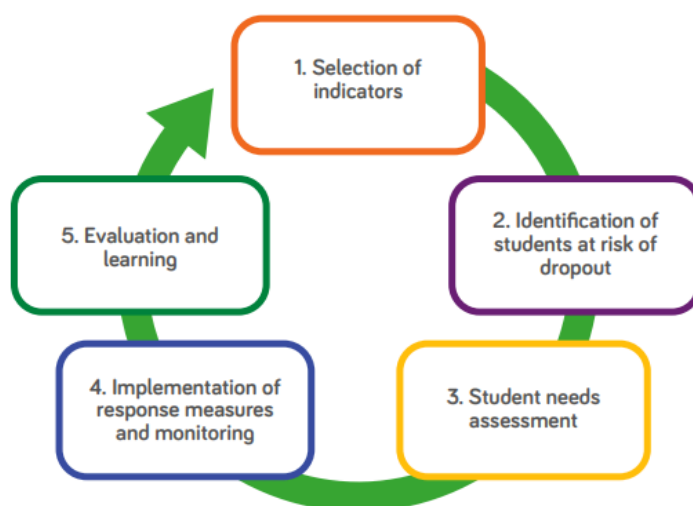 1. Selection of
indicators
2. Identification of
students at risk of
dropout
3. Student needs
assessment
4. Implementation of
response measures
and monitoring
5. Evaluation and
learning